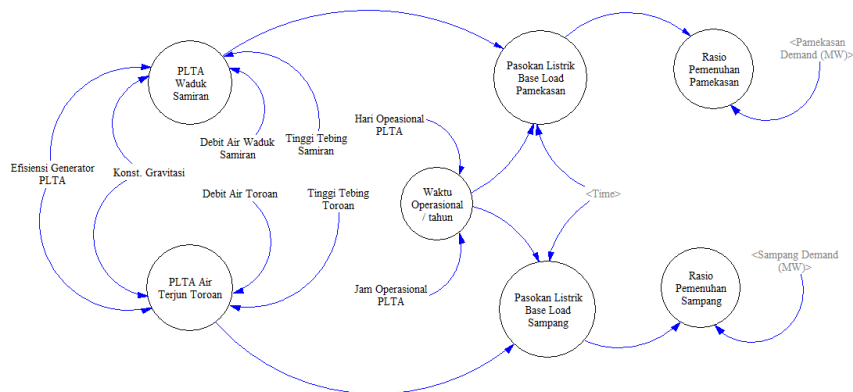 PLTA
Waduk
Samiran
Pasokan Listrik
Base Load
Pamekasan
Rasio
Pemenuhan
Pamekasan
<Pamekasan
Demand (MW)>
Hari Opeasional
PLTA
Debit Air Waduk
Samiran
Tinggi Tebing
Samiran
Efisiensi Generator
PLTA
Konst. Gravitasi
Debit Air Toroan
Tinggi Tebing
Toroan
Waktu
Operasional
/ tahun
<Time>
PLTA Air
Terjun Toroan
Jam Operasional
PLTA
Pasokan Listrik
Base Load
Sampang
Rasio
Pemenuhan
Sampang
<Sampang Demand
(MW)>